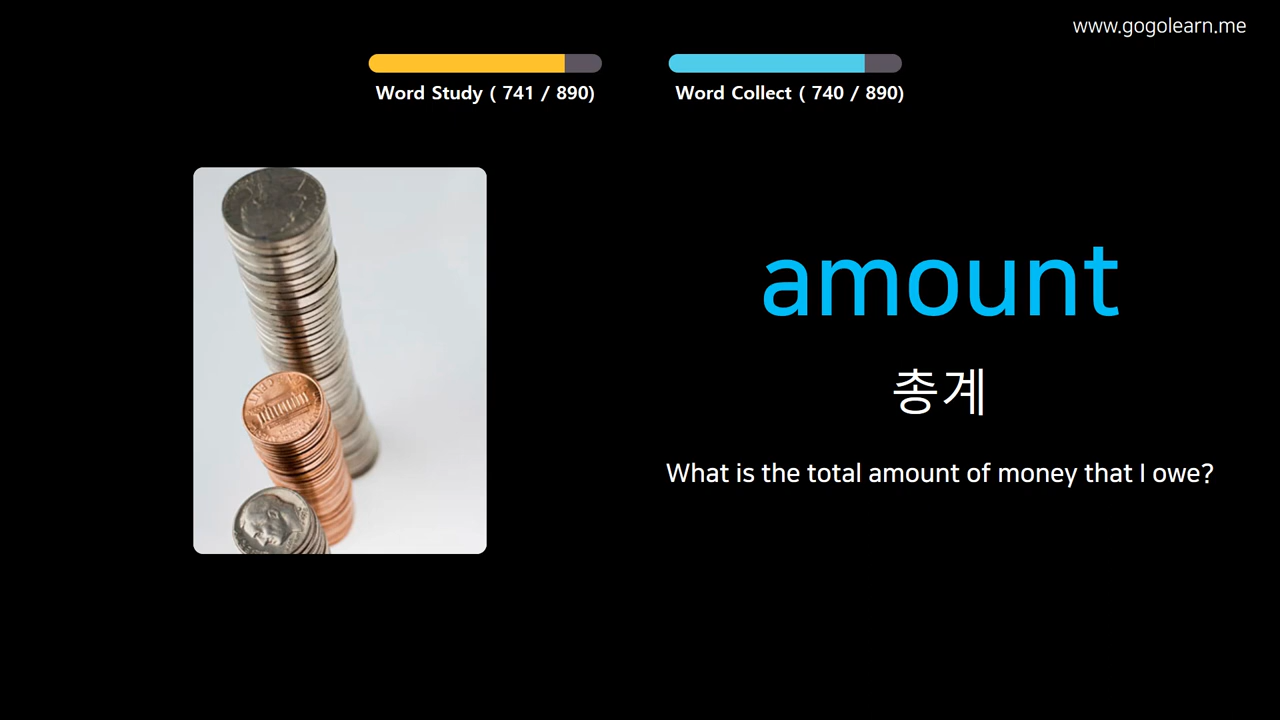 www.gogolearn.me
Word Study ( 741 / 890)
Word Collect ( 740 / 890)
amount
총계
What is the total amount of money that I owe?